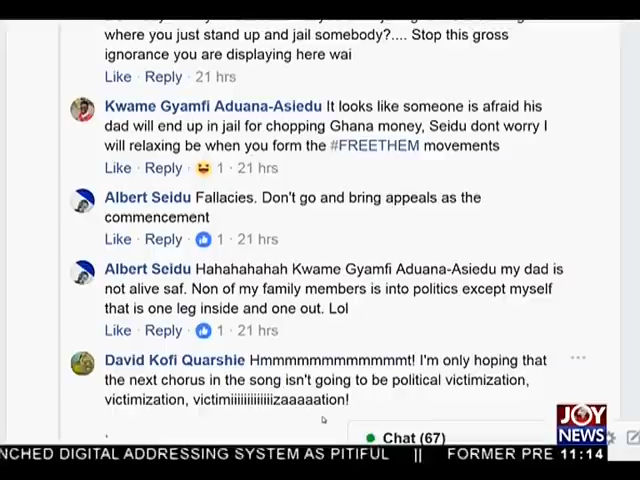 where you just stand up and jail somebody?.... Stop this gross
ignorance you are displaying here wai
Like · Reply · 21 hrs
Kwame Gyamfi Aduana-Asiedu It looks like someone is afraid his
dad will end up in jail for chopping Ghana money, Seidu dont worry I
will relaxing be when you form the #FREETHEM movements
Like · Reply · 1 · 21 hrs
Albert Seidu Fallacies. Don't go and bring appeals as the
commencement
Like · Reply · 1 · 21 hrs
Albert Seidu Hahahahahah Kwame Gyamfi Aduana-Asiedu my dad is
not alive saf. Non of my family members is into politics except myself
that is one leg inside and one out. Lol
Like · Reply · 1 · 21 hrs
David Kofi Quarshie Hmmmmmmmmmmmt! I'm only hoping that
the next chorus in the song isn't going to be political victimization,
victimization, victimiiiiiiiiiiiiizaaaaation!
Chat (67)
JOY
NEWS
NCHED DIGITAL ADDRESSING SYSTEM AS PITIFUL || FORMER PRE 11:14